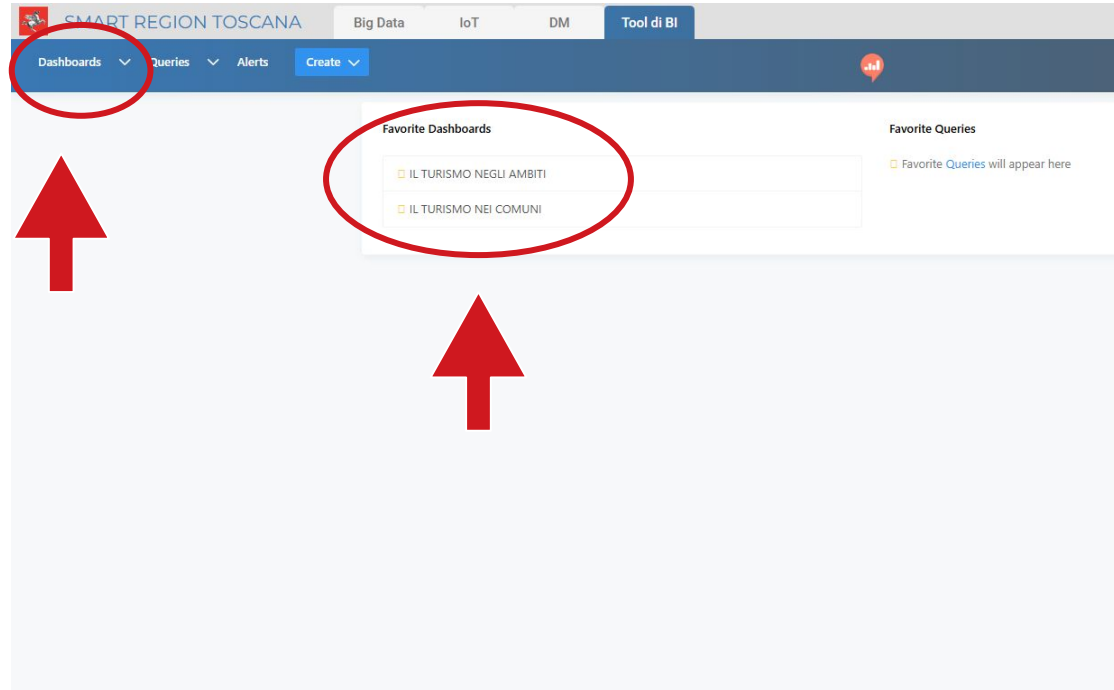 SMART REGION TOSCANA
Big Data
IoT
DM
Tool di BI
Dashboards
Queries
Alerts
Create
Favorite Dashboards
IL TURISMO NEGLI AMBITI
IL TURISMO NEI COMUNI
Favorite Queries
Favorite Queries will appear here